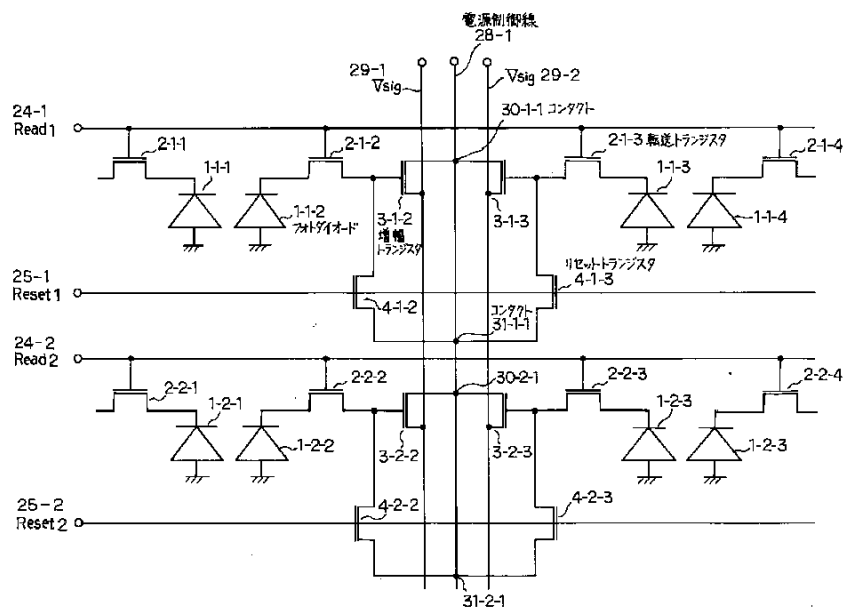 電源制御線
28-1
29-1
Vsig
Vsig 29-2
24-1
Read1
30-1-1 コンタクト
2-1-1
2-1-2
2-1-3 転送トランジスタ
2-1-4
1-1-1
1-1-2
フォトダイオード
3-1-2
増幅
トランジスタ
3-1-3
1-1-3
1-1-4
25-1
Reset1
4-1-2
リセットトランジスタ
4-1-3
コンタクト
31-1-1
24-2
Read2
2-2-1
2-2-2
30-2-1
2-2-3
2-2-4
1-2-1
1-2-2
3-2-2
3-2-3
1-2-3
1-2-3
25-2
Reset2
4-2-2
4-2-3
31-2-1